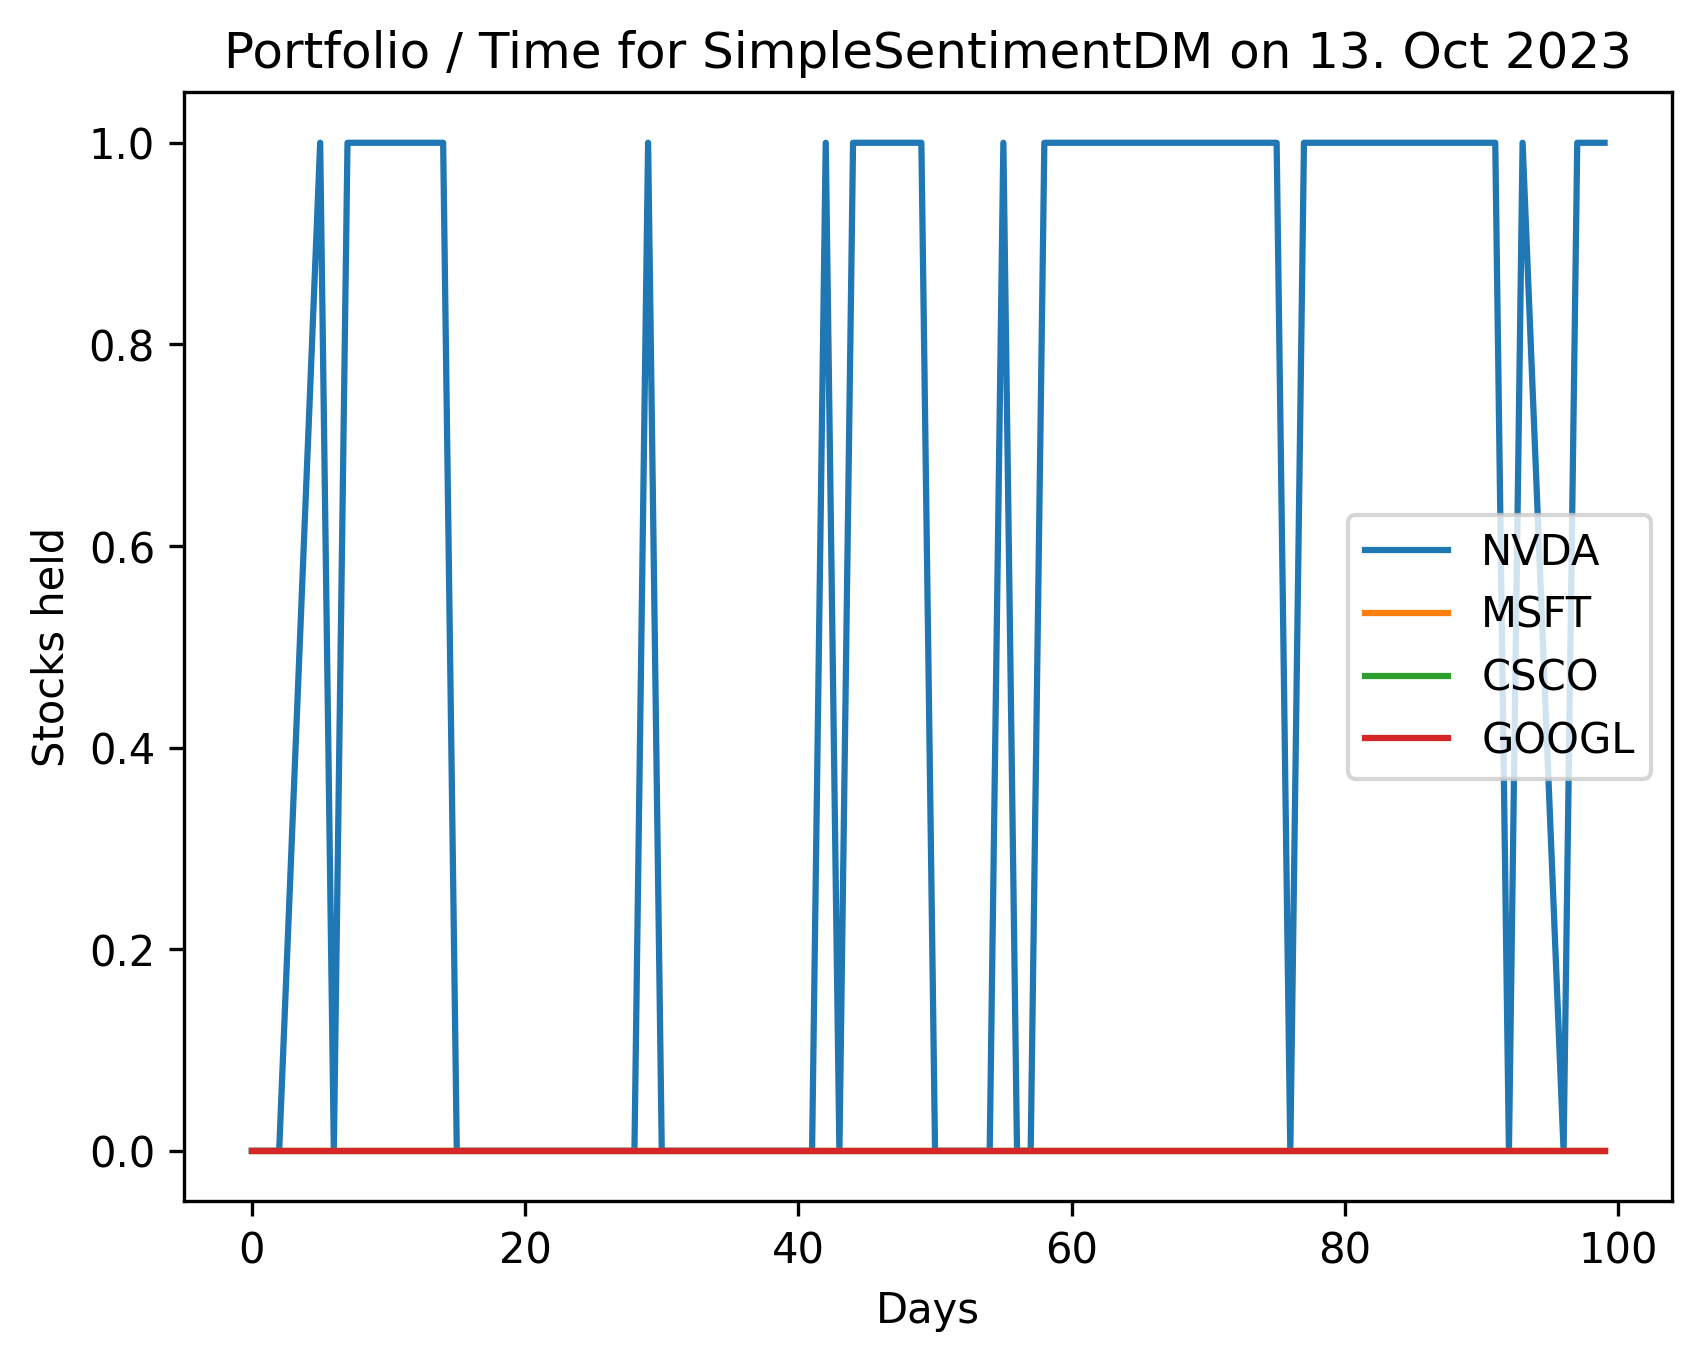 Portfolio / Time for SimpleSentimentDM on 13. Oct 2023
1.0
0.8
0.6
0.4
0.2
0.0
Stocks held
NVDA
MSFT
CSCO
GOOGL
0 20 40 60 80 100
Days